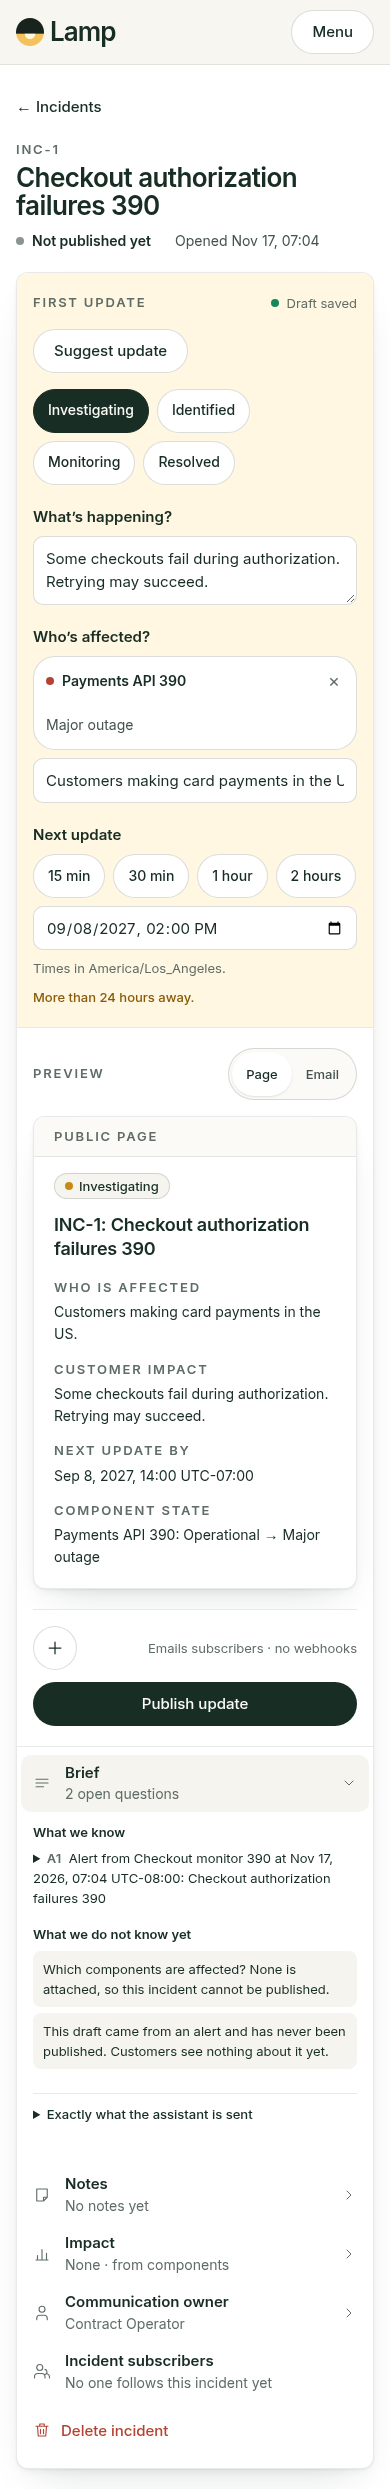 Lamp
Menu
← Incidents
INC-1
Checkout authorization
failures 390
Not published yet
Opened Nov 17, 07:04
FIRST UPDATE
Draft saved
Suggest update
Investigating
Identified
Monitoring
Resolved
What's happening?
Some checkouts fail during authorization.
Retrying may succeed.
Who's affected?
Payments API 390
×
Major outage
Customers making card payments in the U
Next update
15 min
30 min
1 hour
2 hours
09/08/2027, 02:00 PM
Times in America/Los_Angeles.
More than 24 hours away.
PREVIEW
Page
Email
PUBLIC PAGE
Investigating
INC-1: Checkout authorization
failures 390
WHO IS AFFECTED
Customers making card payments in the
US.
CUSTOMER IMPACT
Some checkouts fail during authorization.
Retrying may succeed.
NEXT UPDATE BY
Sep 8, 2027, 14:00 UTC-07:00
COMPONENT STATE
Payments API 390: Operational → Major
outage
Emails subscribers · no webhooks
Publish update
Brief
2 open questions
What we know
A1 Alert from Checkout monitor 390 at Nov 17,
2026, 07:04 UTC-08:00: Checkout authorization
failures 390
What we do not know yet
Which components are affected? None is
attached, so this incident cannot be published.
This draft came from an alert and has never been
published. Customers see nothing about it yet.
Exactly what the assistant is sent
Notes
No notes yet
Impact
None · from components
Communication owner
Contract Operator
Incident subscribers
No one follows this incident yet
Delete incident